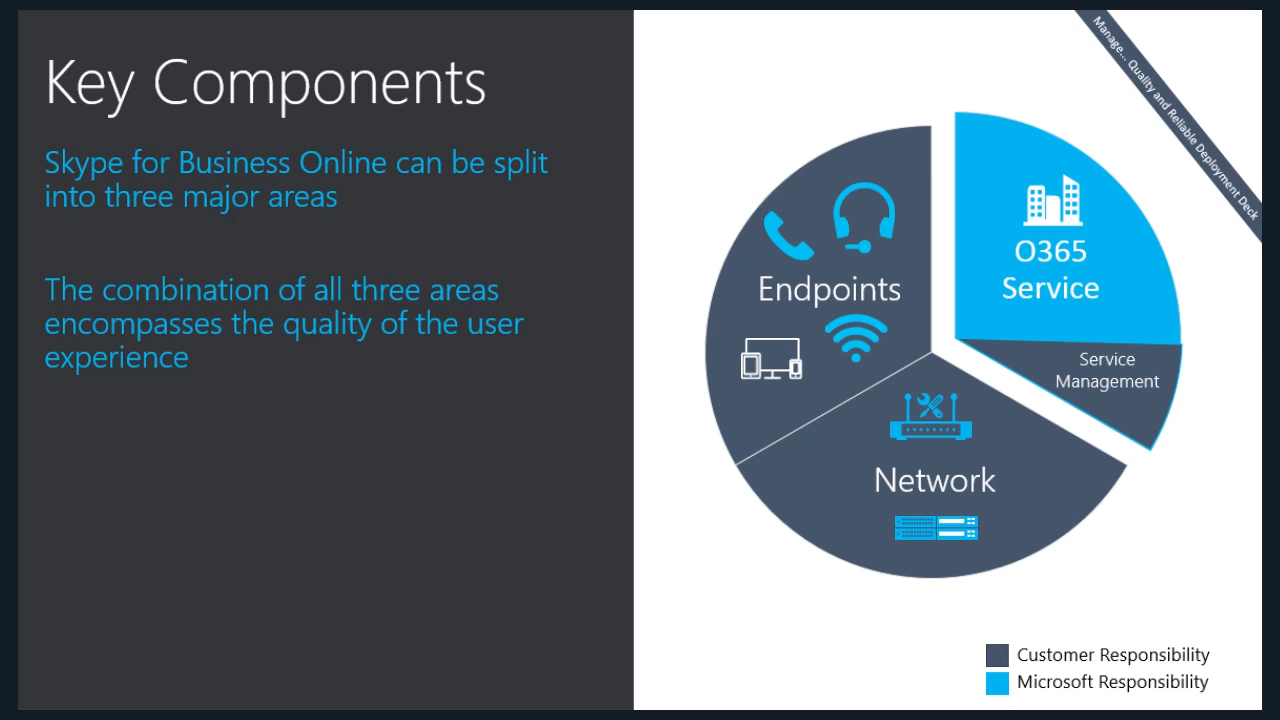 Key Components
Skype for Business Online can be split
into three major areas
The combination of all three areas
encompasses the quality of the user
experience
Manage... Quality and Reliable Deployment Deck
O365
Service
Endpoints
Service
Management
Network
Customer Responsibility
Microsoft Responsibility